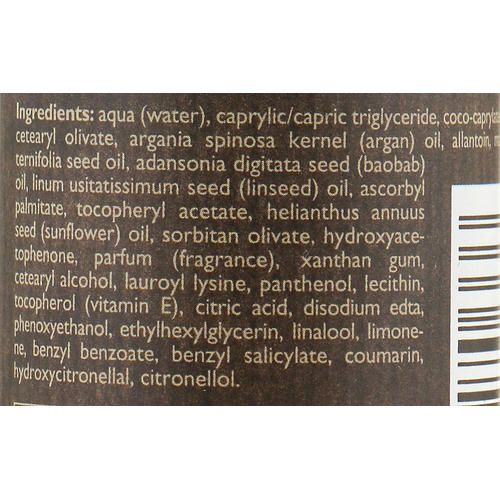 Ingredients: aqua (water), caprylic/capric triglyceride, coco-capryla
cetearyl olivate, argania spinosa kernel (argan) oil, allantoin,
ternifolia seed oil, adansonia digitata seed (baobab)
oil, linum usitatissimum seed (linseed) oil, ascorbyl
palmitate, tocopheryl acetate, helianthus annuus
seed (sunflower) oil, sorbitan olivate, hydroxyace-
tophenone, parfum (fragrance), xanthan gum,
cetearyl alcohol, lauroyl lysine, panthenol, lecithin,
tocopherol (vitamin E), citric acid, disodium edta,
phenoxyethanol, ethylhexylglycerin, linalool, limone-
ne, benzyl benzoate, benzyl salicylate, coumarin,
hydroxycitronellal, citronellol.